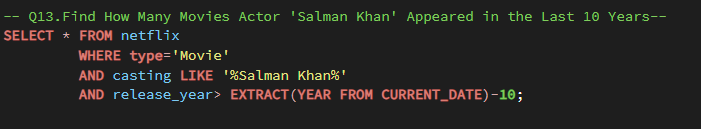 -- Q13.Find How Many Movies Actor 'Salman Khan' Appeared in the Last 10 Years--
SELECT * FROM netflix
WHERE type='Movie'
AND casting LIKE '%Salman Khan%'
AND release_year> EXTRACT(YEAR FROM CURRENT_DATE)-10;